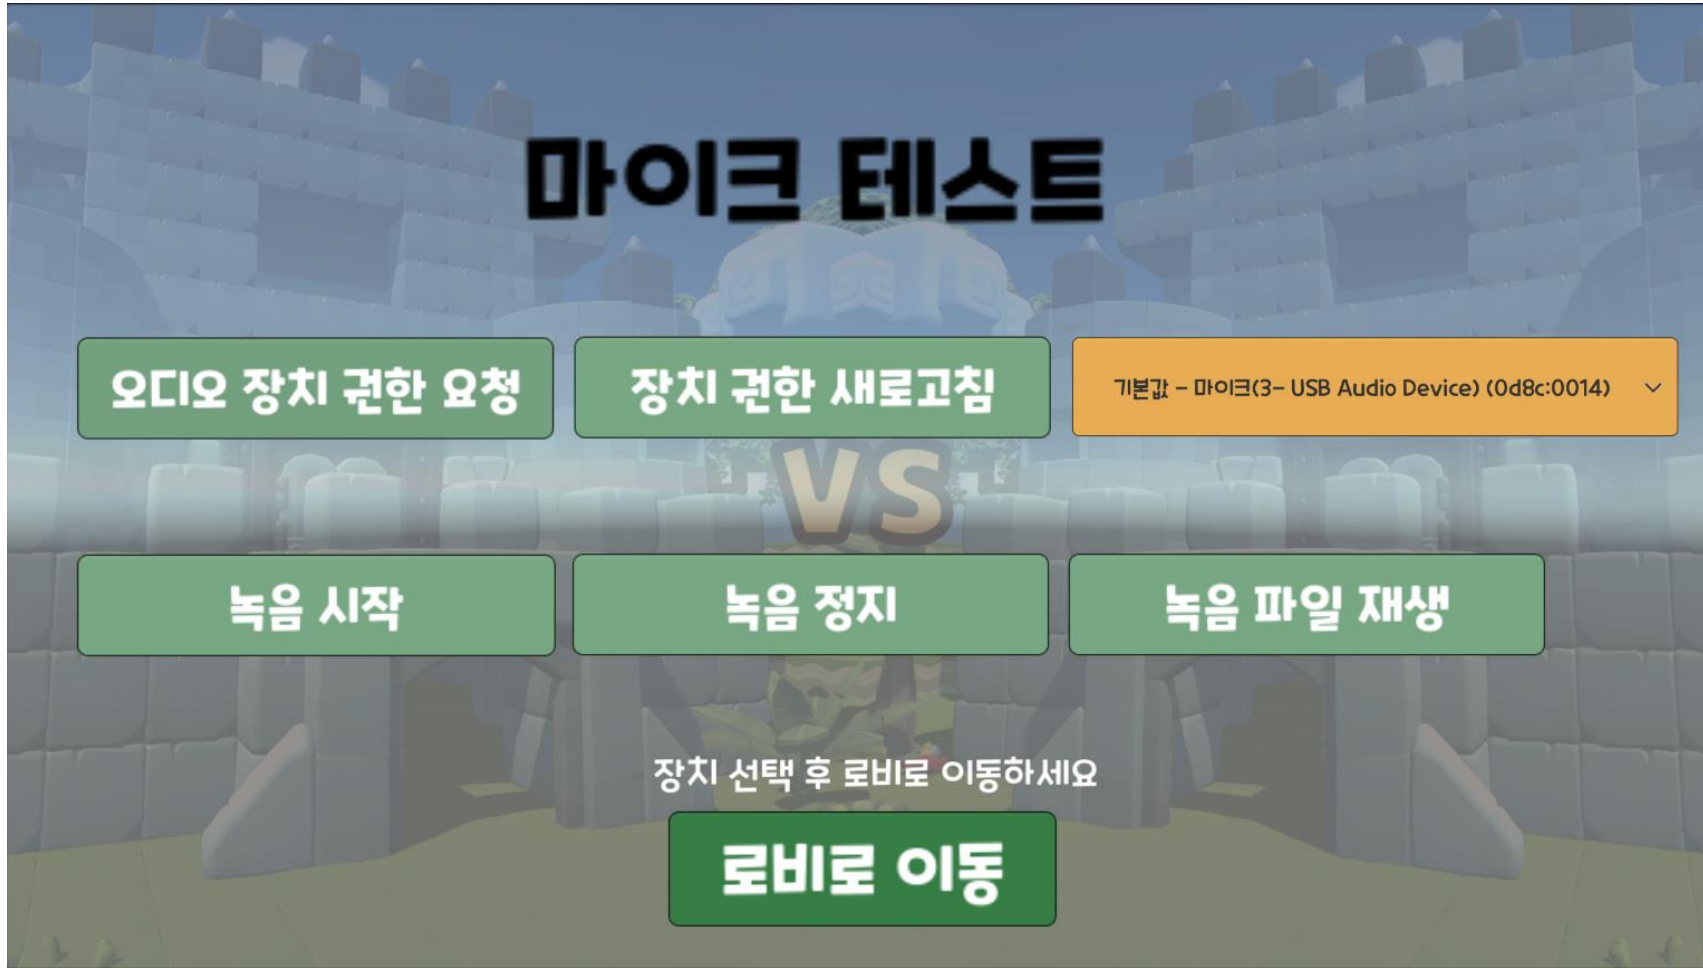 마이크 테스트
오디오 장치 권한 요청
장치 권한 새로고침
기본값 - 마이크(3- USB Audio Device) (0d8c:0014)
VS
녹음 시작
녹음 정지
녹음 파일 재생
장치 선택 후 로비로 이동하세요
로비로 이동